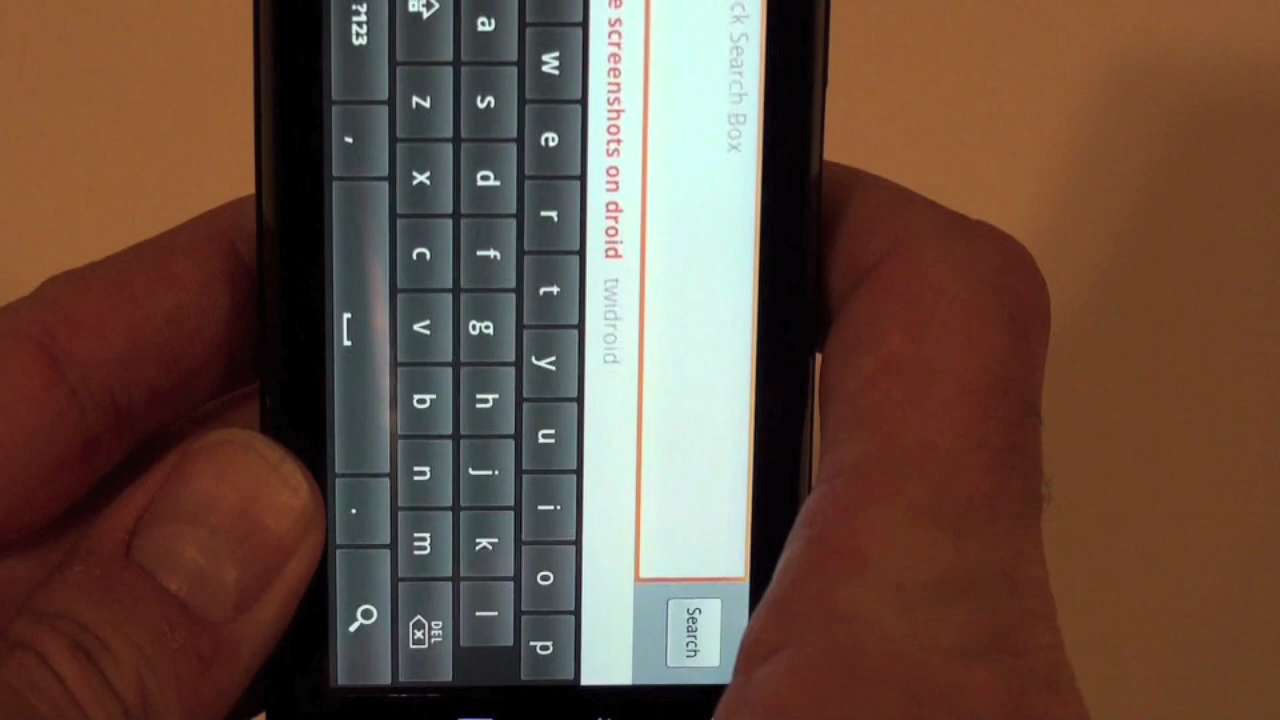 ck Search Box
Search
e screenshots on droid twidroid
w e r t y u i o p
a s d f g h j k l
z x c v b n m DEL
?123 , .